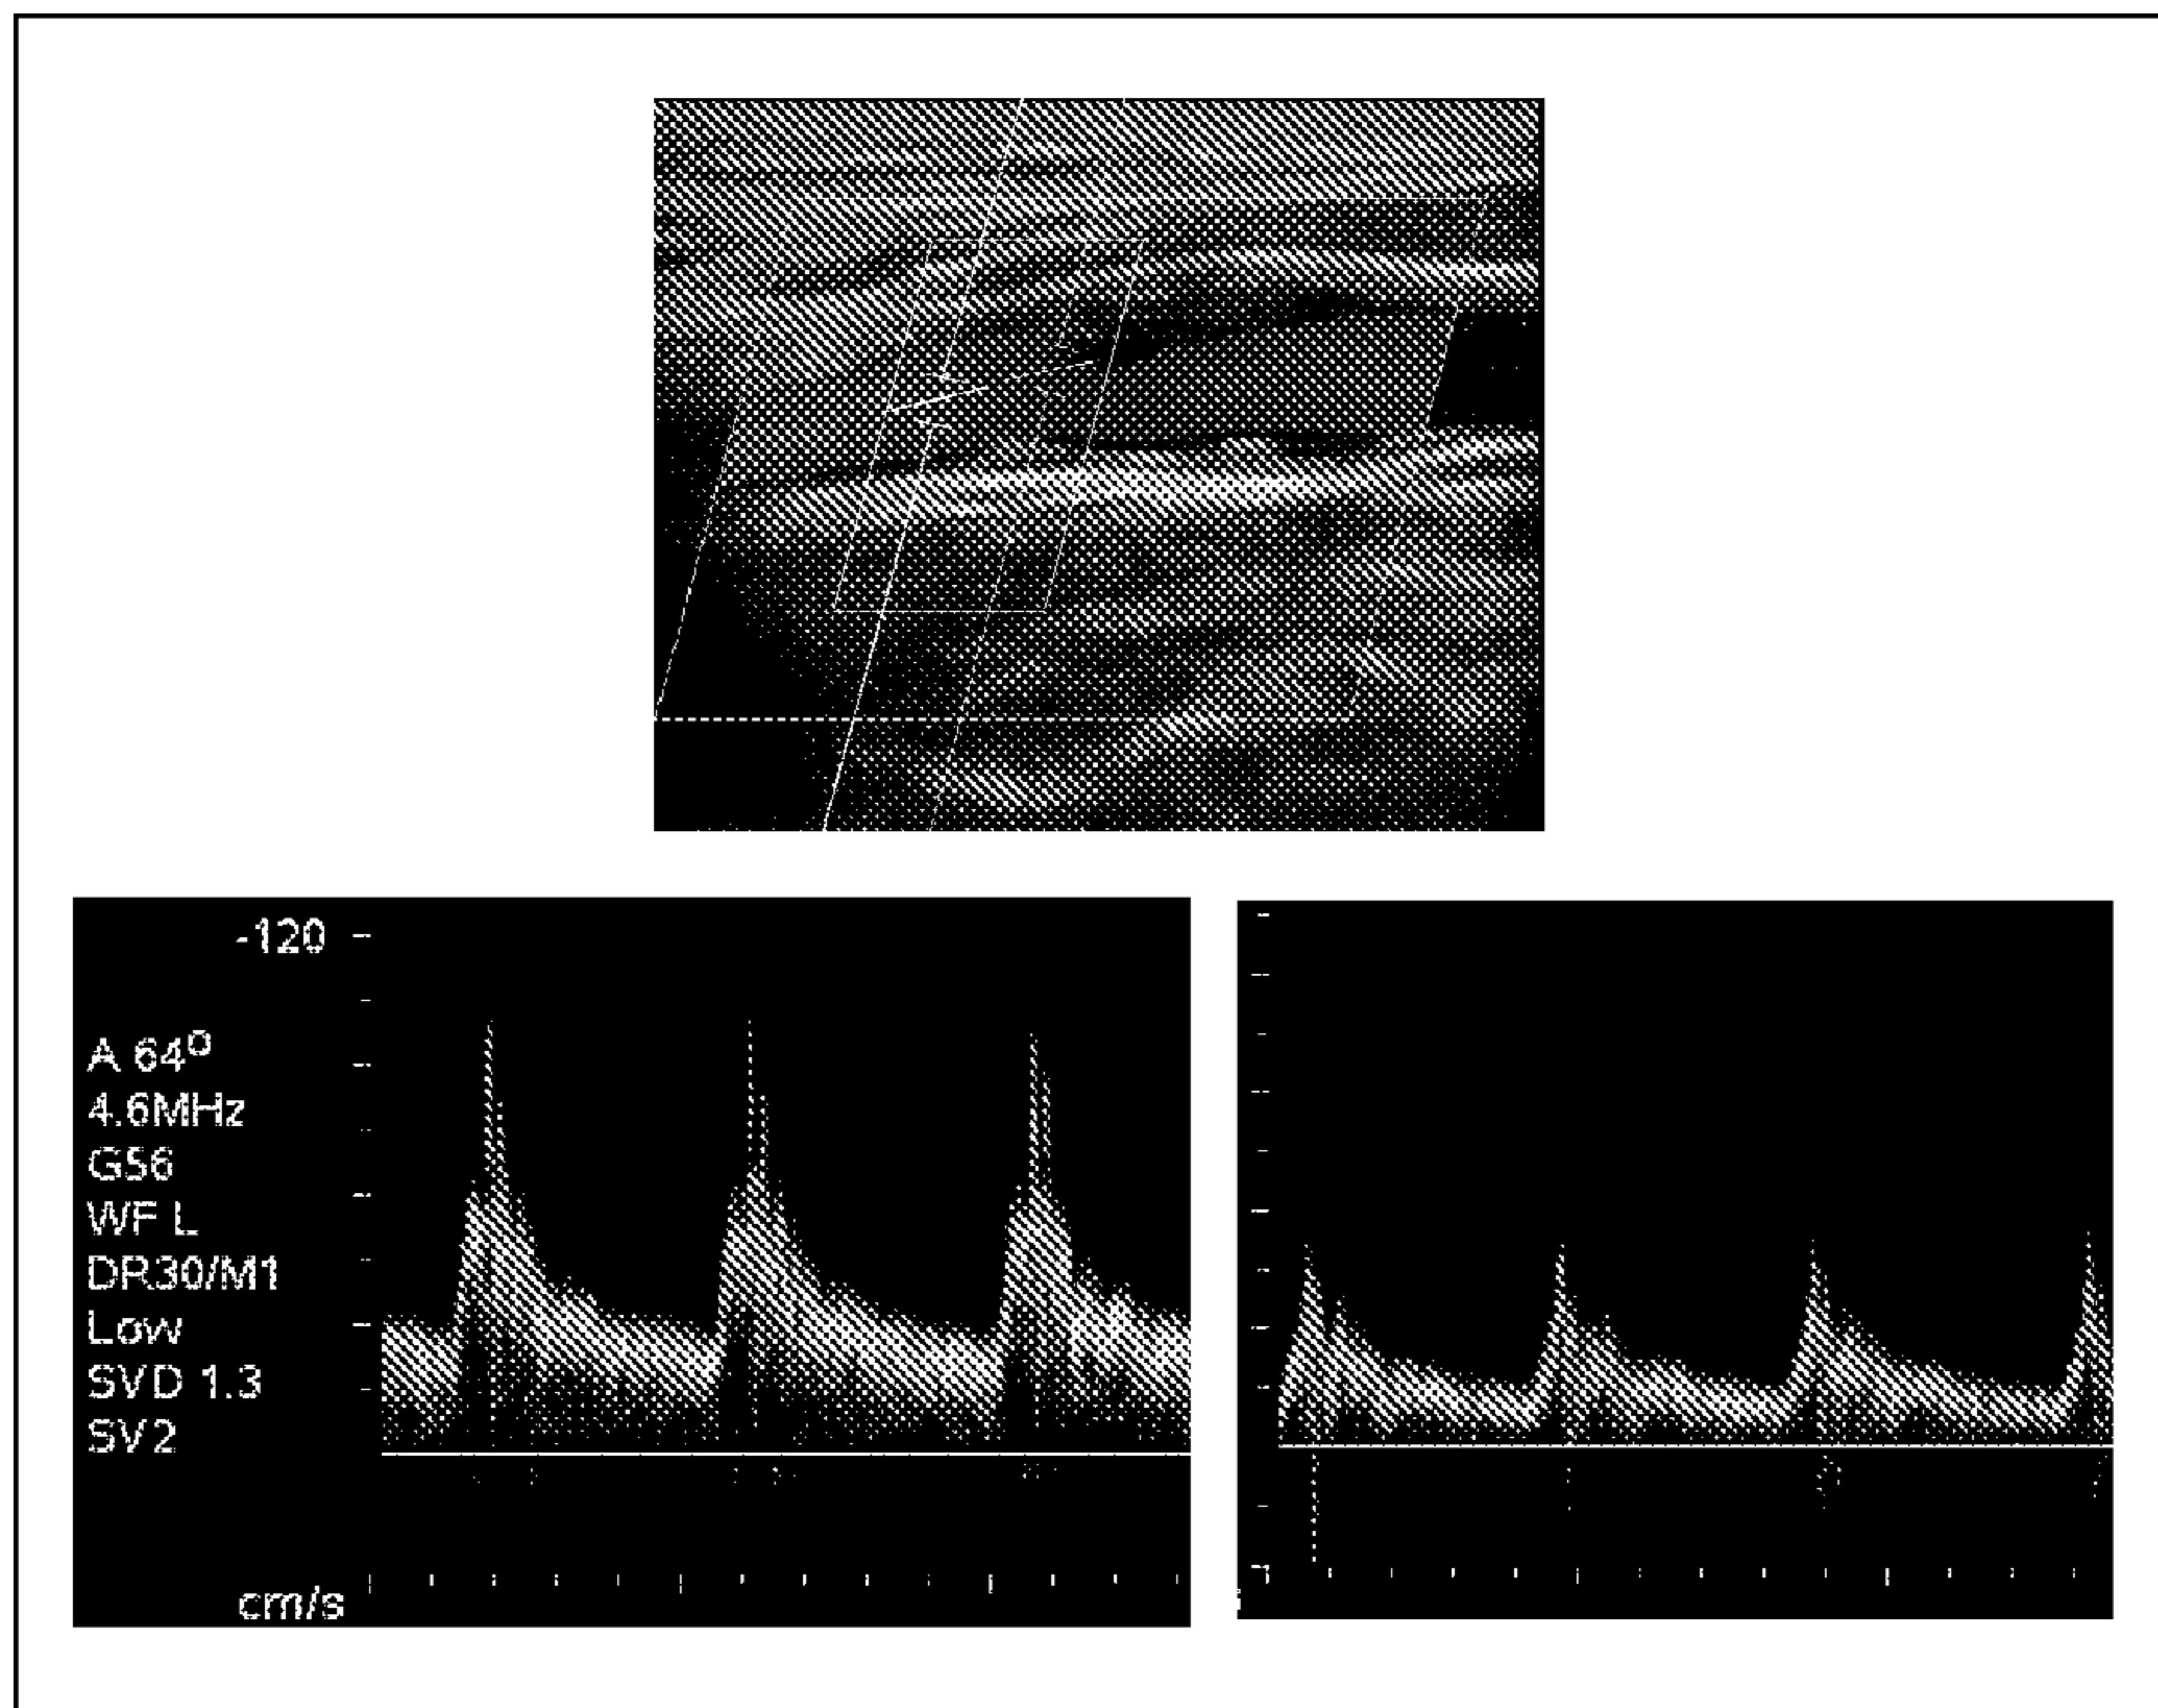 -120
A 64°
4.6MHz
G56
WF L
DR30/M1
Low
SVD 1.3
SV2
cm/s